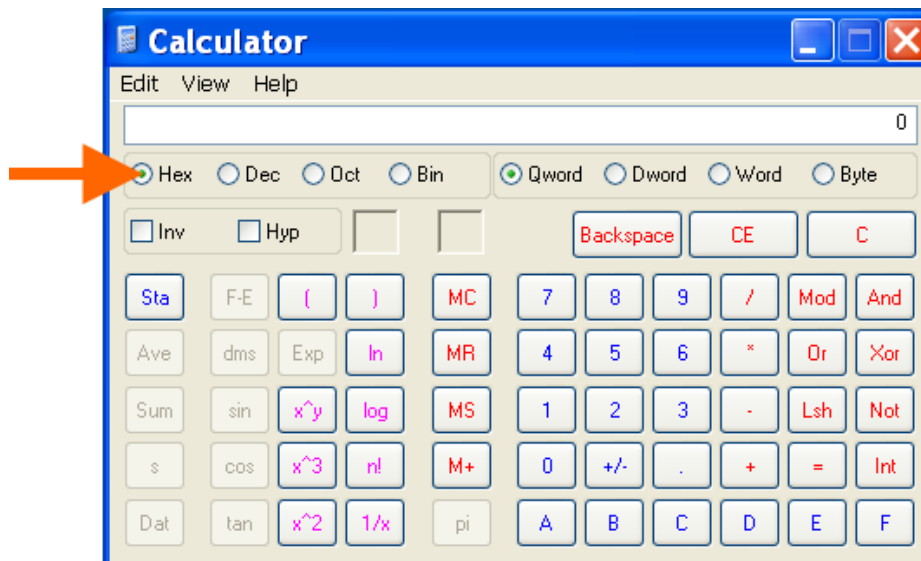 Calculator
Edit View Help
0
Hex Dec Oct Bin Qword Dword Word Byte
Inv Hyp Backspace CE C
Sta F-E ( ) MC 7 8 9 / Mod And
Ave dms Exp ln MR 4 5 6 * Or Xor
Sum sin x^y log MS 1 2 3 - Lsh Not
s cos x^3 n! M+ 0 +/- . + = Int
Dat tan x^2 1/x pi A B C D E F